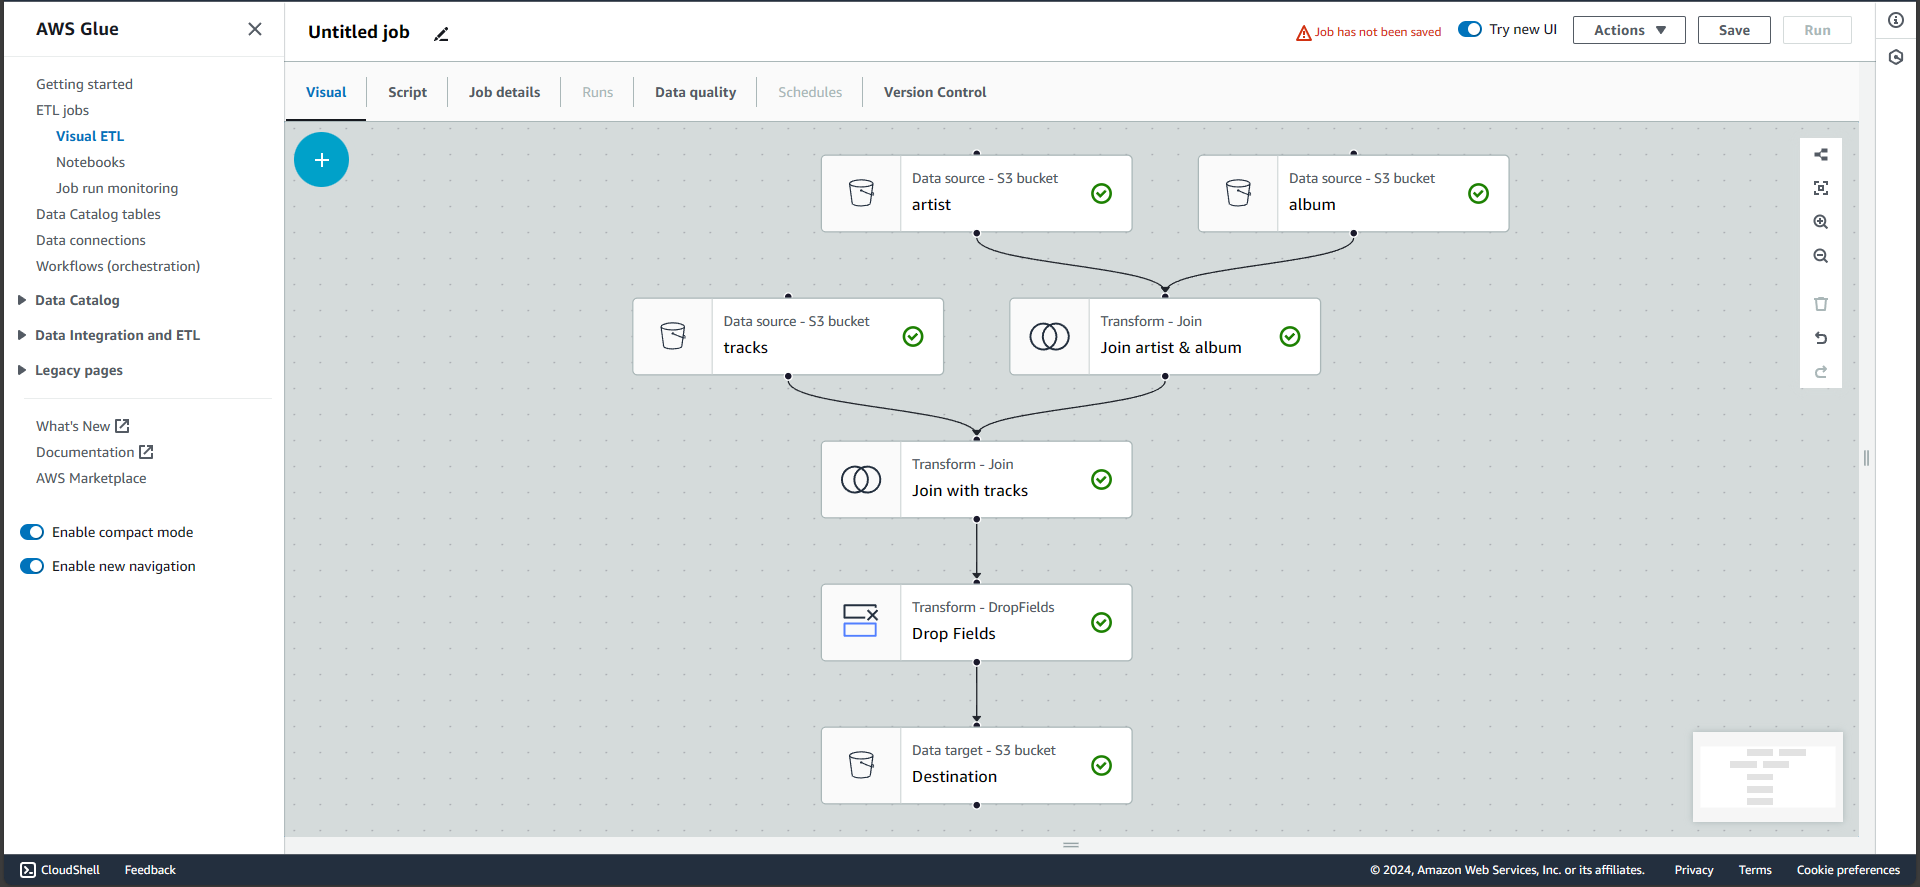 AWS Glue
Getting started
ETL jobs
Visual ETL
Notebooks
Job run monitoring
Data Catalog tables
Data connections
Workflows (orchestration)
Data Catalog
Data Integration and ETL
Legacy pages
What's New
Documentation
AWS Marketplace
Enable compact mode
Enable new navigation
Untitled job
Job has not been saved
Try new UI
Actions
Save
Run
Visual
Script
Job details
Runs
Data quality
Schedules
Version Control
Data source - S3 bucket
artist
Data source - S3 bucket
album
Data source - S3 bucket
tracks
Transform - Join
Join artist & album
Transform - Join
Join with tracks
Transform - DropFields
Drop Fields
Data target - S3 bucket
Destination
CloudShell
Feedback
© 2024, Amazon Web Services, Inc. or its affiliates.
Privacy
Terms
Cookie preferences